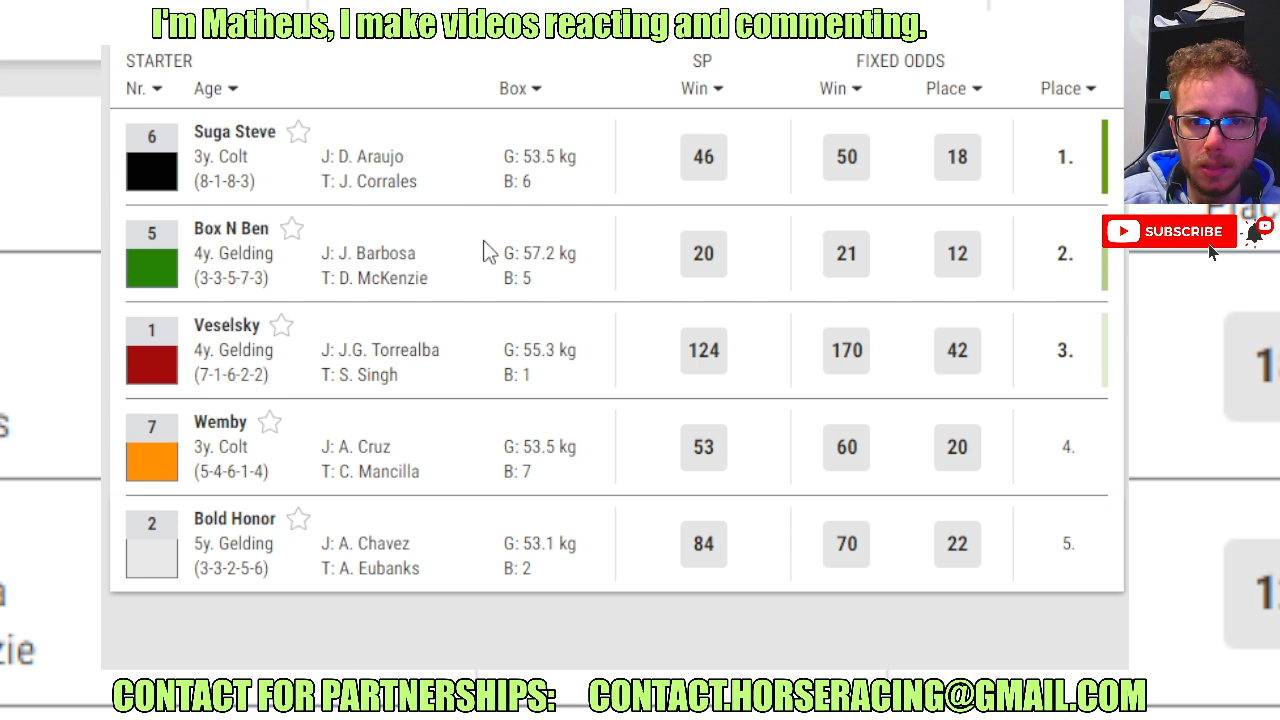 I'm Matheus, I make videos reacting and commenting.
STARTER SP FIXED ODDS
Nr. Age Box Win Win Place Place
6 Suga Steve
3y. Colt J: D. Araujo G: 53.5 kg 46 50 18 1.
(8-1-8-3) T: J. Corrales B: 6
SUBSCRIBE
5 Box N Ben
4y. Gelding J: J. Barbosa G: 57.2 kg 20 21 12 2.
(3-3-5-7-3) T: D. McKenzie B: 5
1 Veselsky
4y. Gelding J: J.G. Torrealba G: 55.3 kg 124 170 42 3.
(7-1-6-2-2) T: S. Singh B: 1
7 Wemby
3y. Colt J: A. Cruz G: 53.5 kg 53 60 20 4.
(5-4-6-1-4) T: C. Mancilla B: 7
2 Bold Honor
5y. Gelding J: A. Chavez G: 53.1 kg 84 70 22 5.
(3-3-2-5-6) T: A. Eubanks B: 2
zie
CONTACT FOR PARTNERSHIPS: CONTACT.HORSERACING@GMAIL.COM